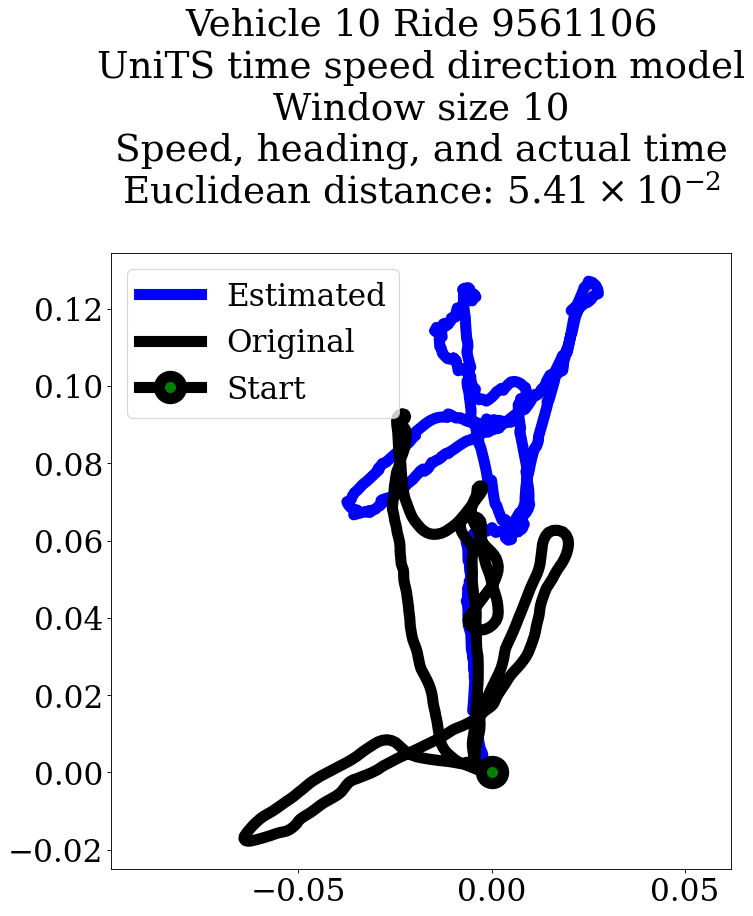 Vehicle 10 Ride 9561106
UniTS time speed direction model
Window size 10
Speed, heading, and actual time
Euclidean distance: 5.41 × 10⁻²
Estimated
Original
Start
0.12
0.10
0.08
0.06
0.04
0.02
0.00
−0.02
−0.05
0.00
0.05